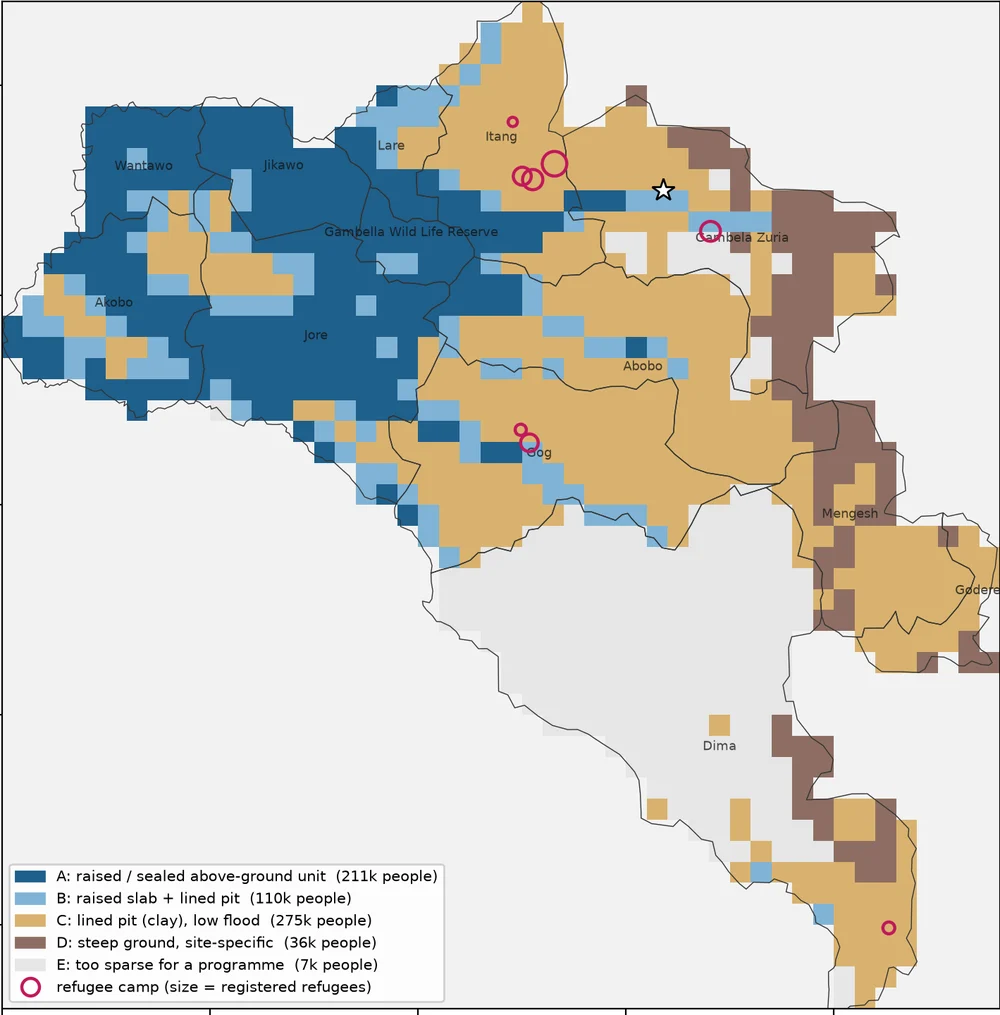 Itang
Lare
Wantawo
Jikawo
Gambella Wild Life Reserve
Gambela Zuria
Akobo
Jore
Abobo
Gog
Mengesh
Godere
Dima
A: raised / sealed above-ground unit (211k people)
B: raised slab + lined pit (110k people)
C: lined pit (clay), low flood (275k people)
D: steep ground, site-specific (36k people)
E: too sparse for a programme (7k people)
refugee camp (size = registered refugees)